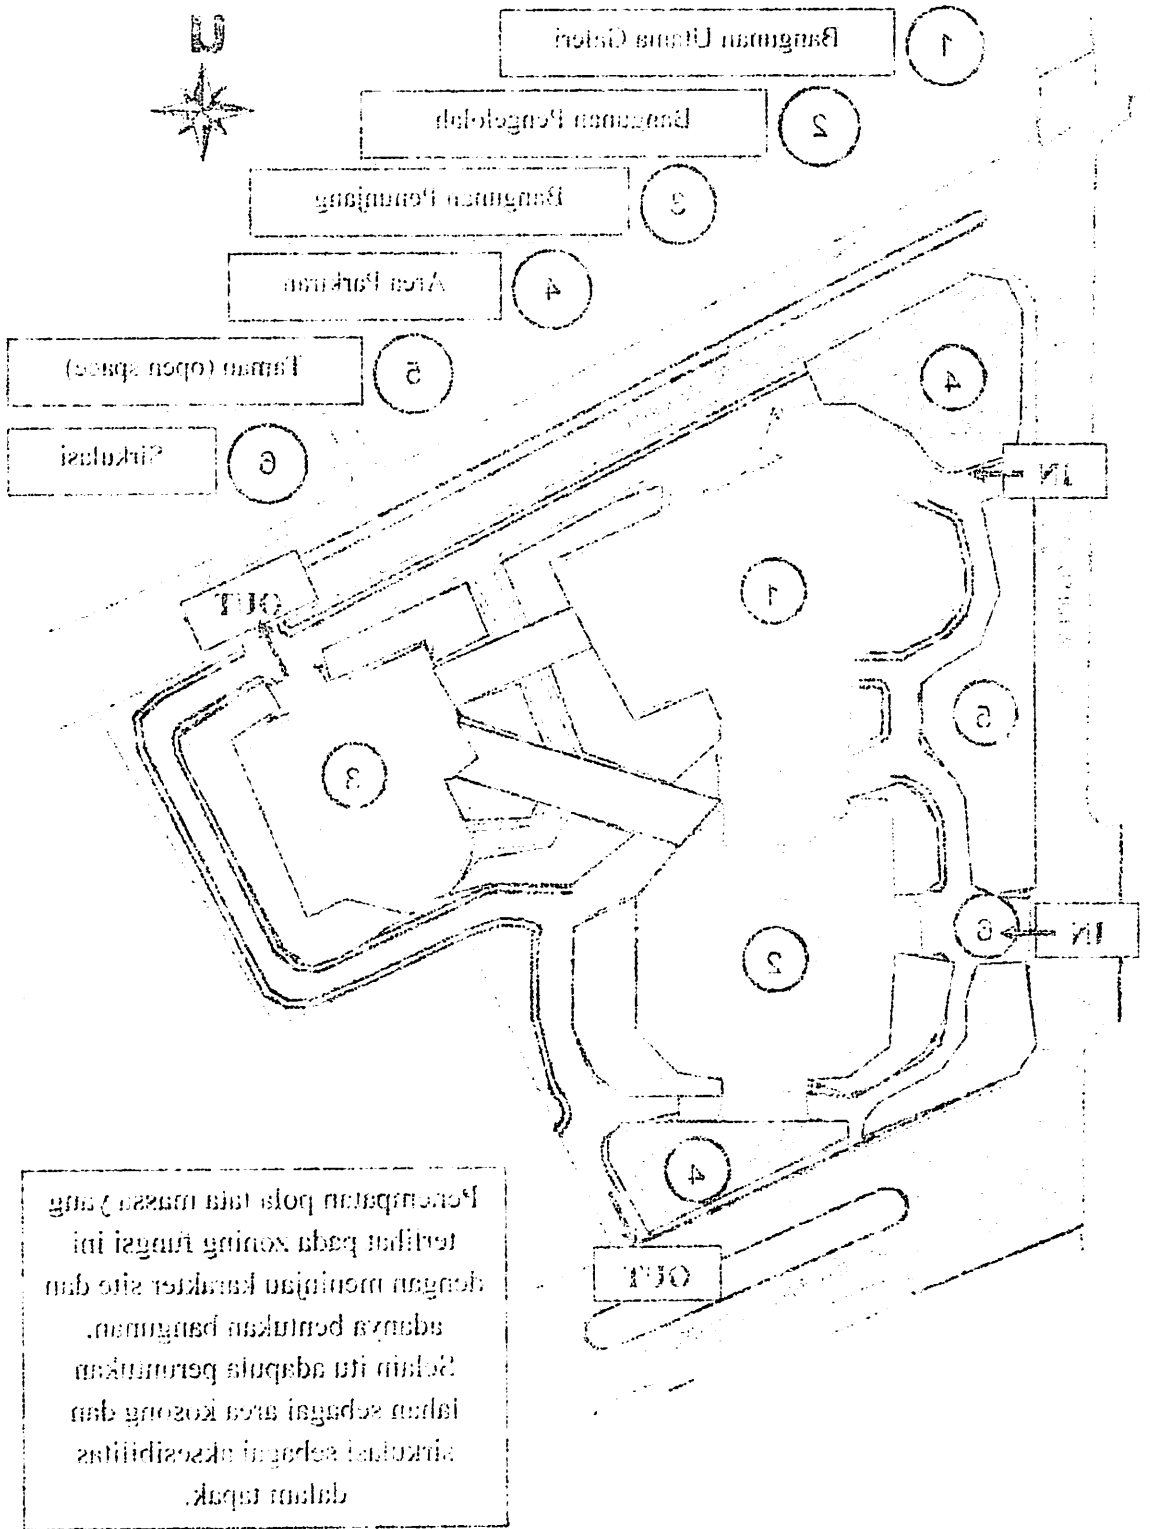 U
1 Bangunan Utama Galeri
2 Bangunan Pengelolah
3 Bangunan Penunjang
4 Area Parkiran
5 Taman (open space)
6 Sirkulasi
4
IN
1
OUT
5
3
6
IN
2
4
OUT
Penempatan pola tata massa yang
terlihat pada zoning fungsi ini
dengan meninjau karakter site dan
adanya bentukan bangunan.
Selain itu adapula peruntukan
lahan sebagai area kosong dan
sirkulasi sebagai aksesibilitas
dalam tapak.